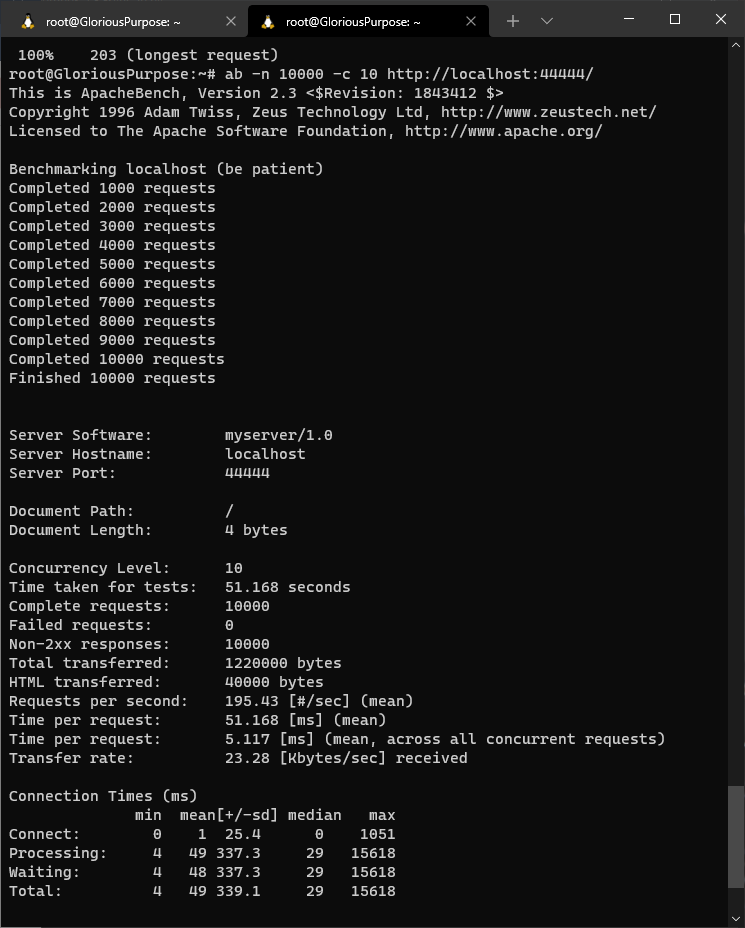 root@GloriousPurpose: ~
root@GloriousPurpose: ~
100%    203 (longest request)
root@GloriousPurpose:~# ab -n 10000 -c 10 http://localhost:44444/
This is ApacheBench, Version 2.3 <$Revision: 1843412 $>
Copyright 1996 Adam Twiss, Zeus Technology Ltd, http://www.zeustech.net/
Licensed to The Apache Software Foundation, http://www.apache.org/
Benchmarking localhost (be patient)
Completed 1000 requests
Completed 2000 requests
Completed 3000 requests
Completed 4000 requests
Completed 5000 requests
Completed 6000 requests
Completed 7000 requests
Completed 8000 requests
Completed 9000 requests
Completed 10000 requests
Finished 10000 requests
Server Software:        myserver/1.0
Server Hostname:        localhost
Server Port:            44444
Document Path:          /
Document Length:        4 bytes
Concurrency Level:      10
Time taken for tests:   51.168 seconds
Complete requests:      10000
Failed requests:        0
Non-2xx responses:      10000
Total transferred:      1220000 bytes
HTML transferred:       40000 bytes
Requests per second:    195.43 [#/sec] (mean)
Time per request:       51.168 [ms] (mean)
Time per request:       5.117 [ms] (mean, across all concurrent requests)
Transfer rate:          23.28 [Kbytes/sec] received
Connection Times (ms)
              min  mean[+/-sd] median   max
Connect:        0    1  25.4      0    1051
Processing:     4   49 337.3     29   15618
Waiting:        4   48 337.3     29   15618
Total:          4   49 339.1     29   15618